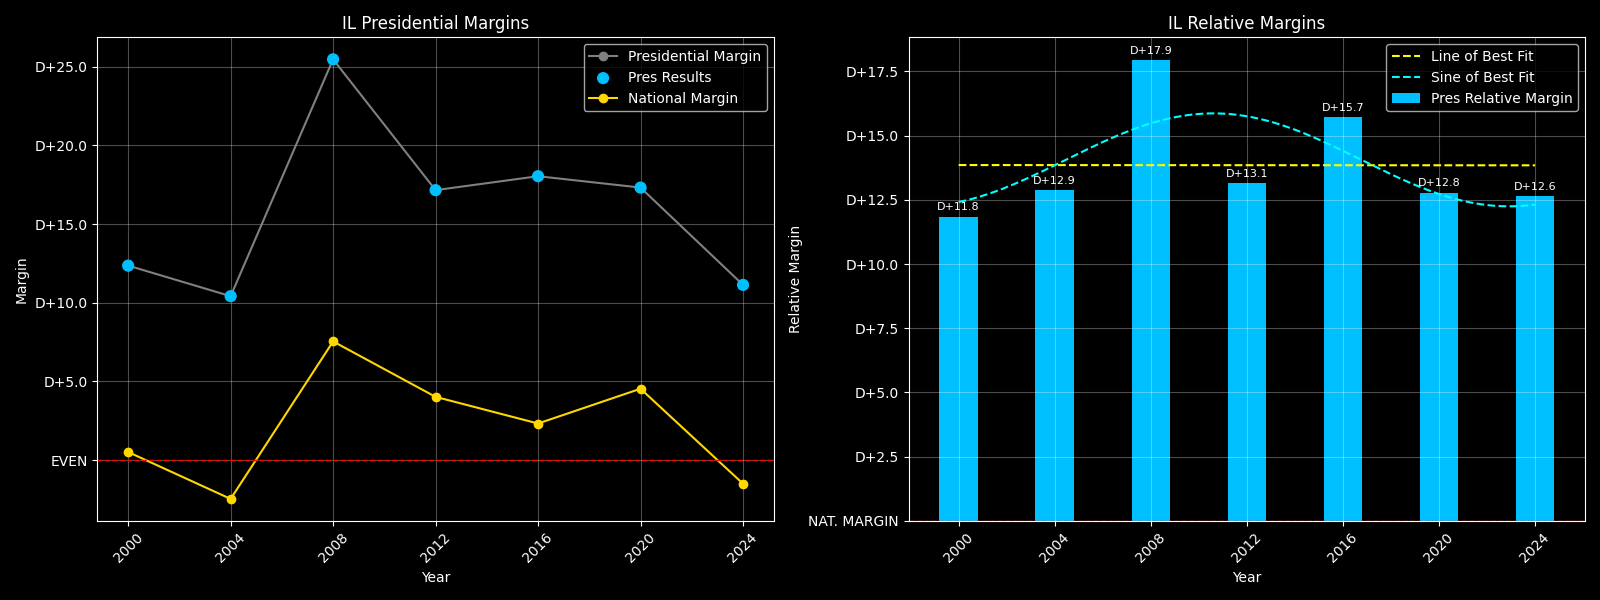 IL Presidential Margins
D+25.0
D+20.0
D+15.0
D+10.0
D+5.0
EVEN
Margin
2000
2004
2008
2012
2016
2020
2024
Year
Presidential Margin
Pres Results
National Margin
IL Relative Margins
D+17.5
D+15.0
D+12.5
D+10.0
D+7.5
D+5.0
D+2.5
NAT. MARGIN
Relative Margin
D+11.8
D+12.9
D+17.9
D+13.1
D+15.7
D+12.8
D+12.6
2000
2004
2008
2012
2016
2020
2024
Year
Line of Best Fit
Sine of Best Fit
Pres Relative Margin